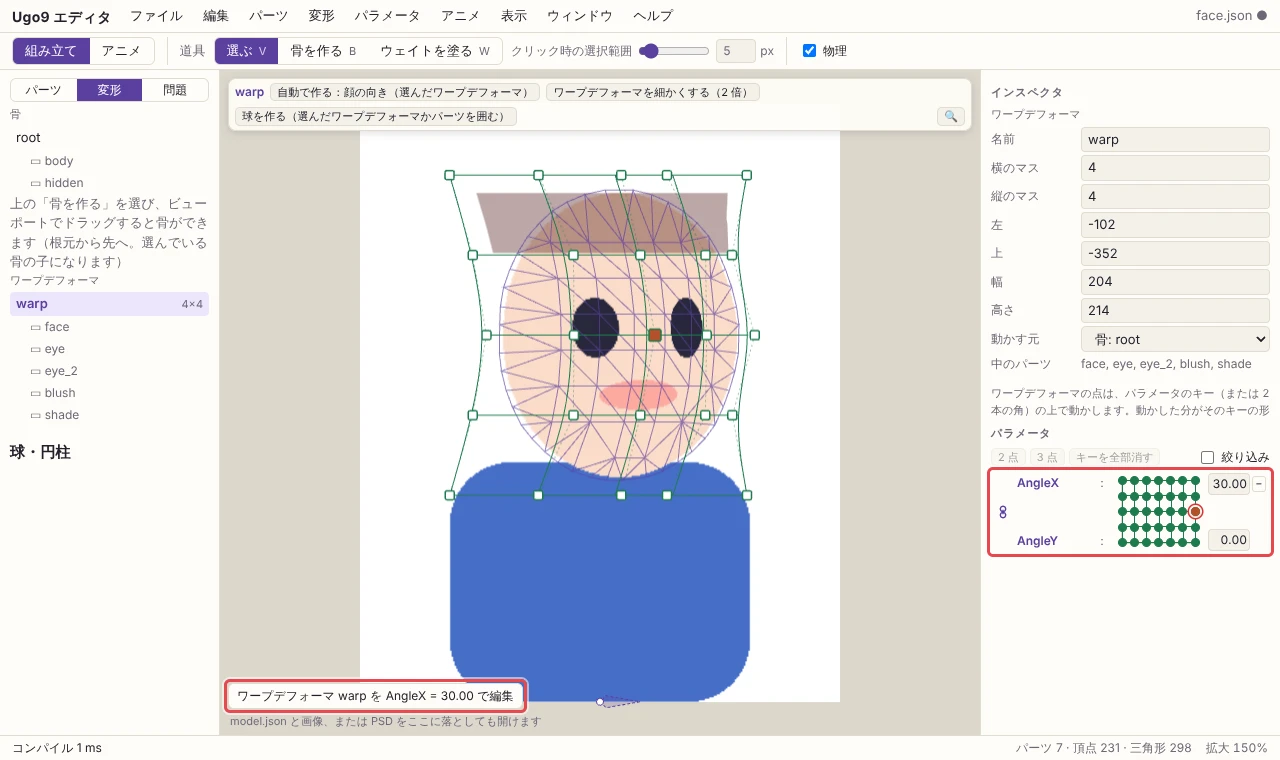 Ugo9 エディタ ファイル 編集 パーツ 変形 パラメータ アニメ 表示 ウィンドウ ヘルプ face.json
組み立て アニメ 道具 選ぶ V 骨を作る B ウェイトを塗る W クリック時の選択範囲 5 px 物理
パーツ 変形 問題
骨
root
body
hidden
上の「骨を作る」を選び、ビュー
ポートでドラッグすると骨ができ
ます（根元から先へ。選んでいる
骨の子になります）
ワープデフォーマ
warp 4×4
face
eye
eye_2
blush
shade
球・円柱
warp 自動で作る：顔の向き（選んだワープデフォーマ） ワープデフォーマを細かくする（2 倍）
球を作る（選んだワープデフォーマかパーツを囲む）
ワープデフォーマ warp を AngleX = 30.00 で編集
model.json と画像、または PSD をここに落としても開けます
インスペクタ
ワープデフォーマ
名前 warp
横のマス 4
縦のマス 4
左 -102
上 -352
幅 204
高さ 214
動かす元 骨: root
中のパーツ face, eye, eye_2, blush, shade
ワープデフォーマの点は、パラメータのキー（または 2
本の角）の上で動かします。動かした分がそのキーの形
パラメータ
2 点 3 点 キーを全部消す 絞り込み
AngleX : 30.00 −
AngleY : 0.00
コンパイル 1 ms パーツ 7 · 頂点 231 · 三角形 298 拡大 150%